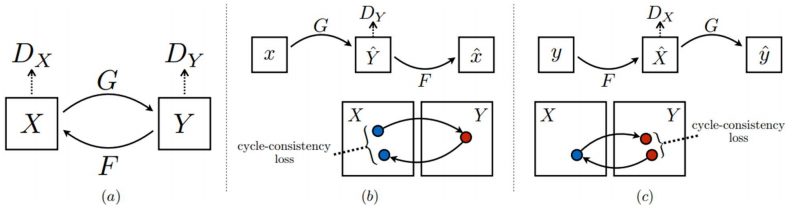 D_X
D_Y
G
X
Y
F
(a)
D_Y
x
G
Ŷ
F
x̂
X
Y
cycle-consistency
loss
(b)
D_X
y
F
X̂
G
ŷ
X
Y
cycle-consistency
loss
(c)